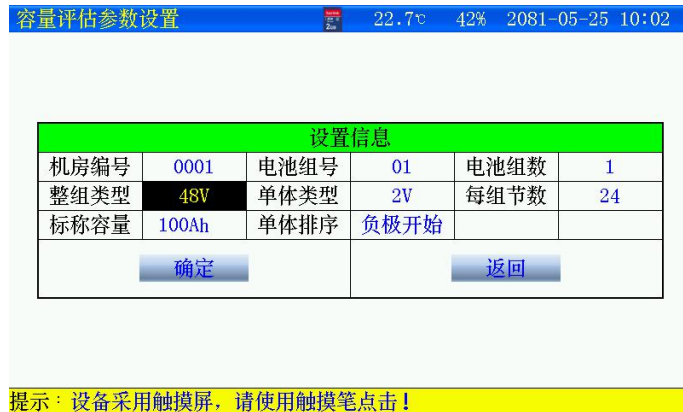 容量评估参数设置 22.7℃ 42% 2081-05-25 10:02
设置信息
机房编号 0001 电池组号 01 电池组数 1
整组类型 48V 单体类型 2V 每组节数 24
标称容量 100Ah 单体排序 负极开始
确定 返回
提示：设备采用触摸屏，请使用触摸笔点击！